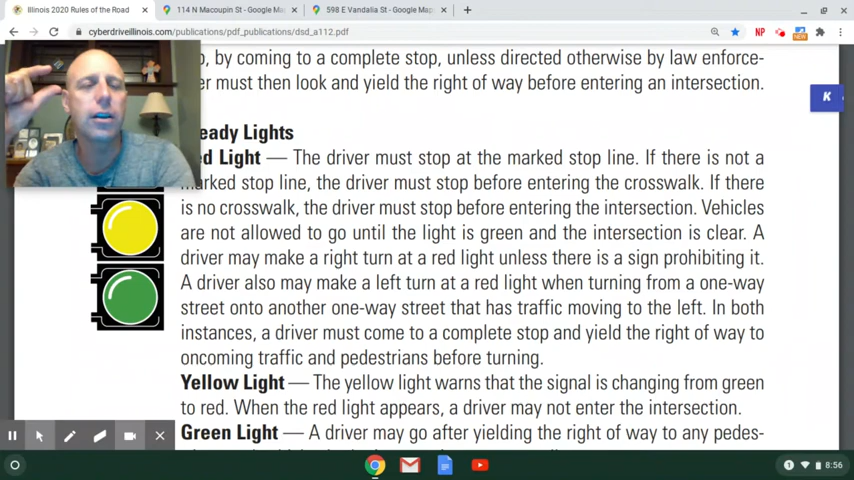 Illinois 2020 Rules of the Road
114 N Macoupin St - Google Ma
598 E Vandalia St - Google Map
cyberdriveillinois.com/publications/pdf_publications/dsd_a112.pdf
NP
NEW
by coming to a complete stop, unless directed otherwise by law enforce-
must then look and yield the right of way before entering an intersection.
K
eady Lights
ed Light — The driver must stop at the marked stop line. If there is not a
marked stop line, the driver must stop before entering the crosswalk. If there
is no crosswalk, the driver must stop before entering the intersection. Vehicles
are not allowed to go until the light is green and the intersection is clear. A
driver may make a right turn at a red light unless there is a sign prohibiting it.
A driver also may make a left turn at a red light when turning from a one-way
street onto another one-way street that has traffic moving to the left. In both
instances, a driver must come to a complete stop and yield the right of way to
oncoming traffic and pedestrians before turning.
Yellow Light — The yellow light warns that the signal is changing from green
to red. When the red light appears, a driver may not enter the intersection.
Green Light — A driver may go after yielding the right of way to any pedes-
1
8:56